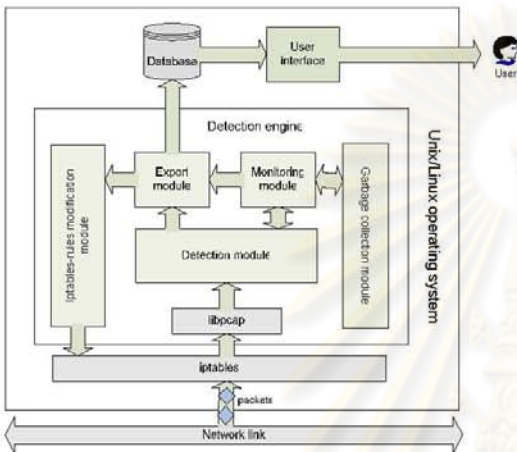 Database
User
interface
User
Detection engine
Export
module
Monitoring
module
Garbage collection module
Iptables-rules modification
module
Detection module
libpcap
iptables
packets
Network link
Unix/Linux operating system